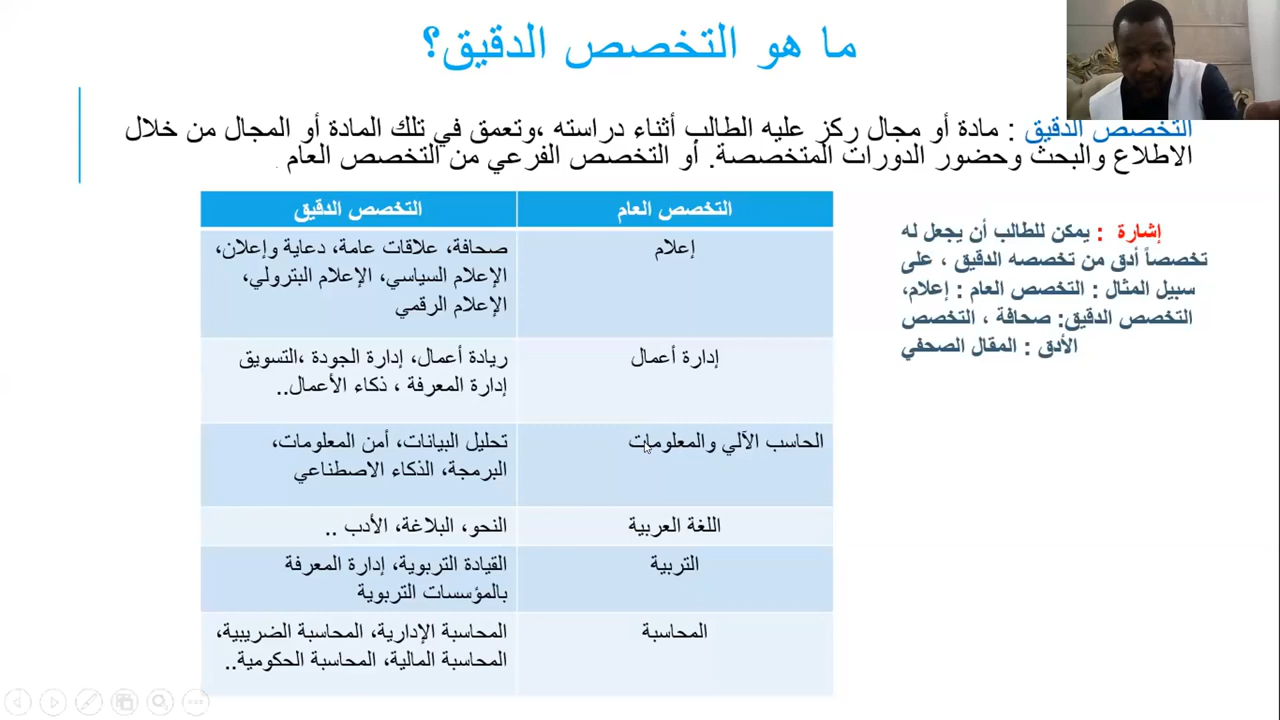 ما هو التخصص الدقيق؟
التخصص الدقيق : مادة أو مجال ركز عليه الطالب أثناء دراسته ،وتعمق في تلك المادة أو المجال من خلال
الاطلاع والبحث وحضور الدورات المتخصصة. أو التخصص الفرعي من التخصص العام .
إشارة : يمكن للطالب أن يجعل له
تخصصاً أدق من تخصصه الدقيق ، على
سبيل المثال : التخصص العام : إعلام،
التخصص الدقيق: صحافة ، التخصص
الأدق : المقال الصحفي
التخصص العام
التخصص الدقيق
إعلام
صحافة، علاقات عامة، دعاية وإعلان،
الإعلام السياسي، الإعلام البترولي،
الإعلام الرقمي
إدارة أعمال
ريادة أعمال، إدارة الجودة ،التسويق
إدارة المعرفة ، ذكاء الأعمال..
الحاسب الآلي والمعلومات
تحليل البيانات، أمن المعلومات،
البرمجة، الذكاء الاصطناعي
اللغة العربية
النحو، البلاغة، الأدب ..
التربية
القيادة التربوية، إدارة المعرفة
بالمؤسسات التربوية
المحاسبة
المحاسبة الإدارية، المحاسبة الضريبية،
المحاسبة المالية، المحاسبة الحكومية..